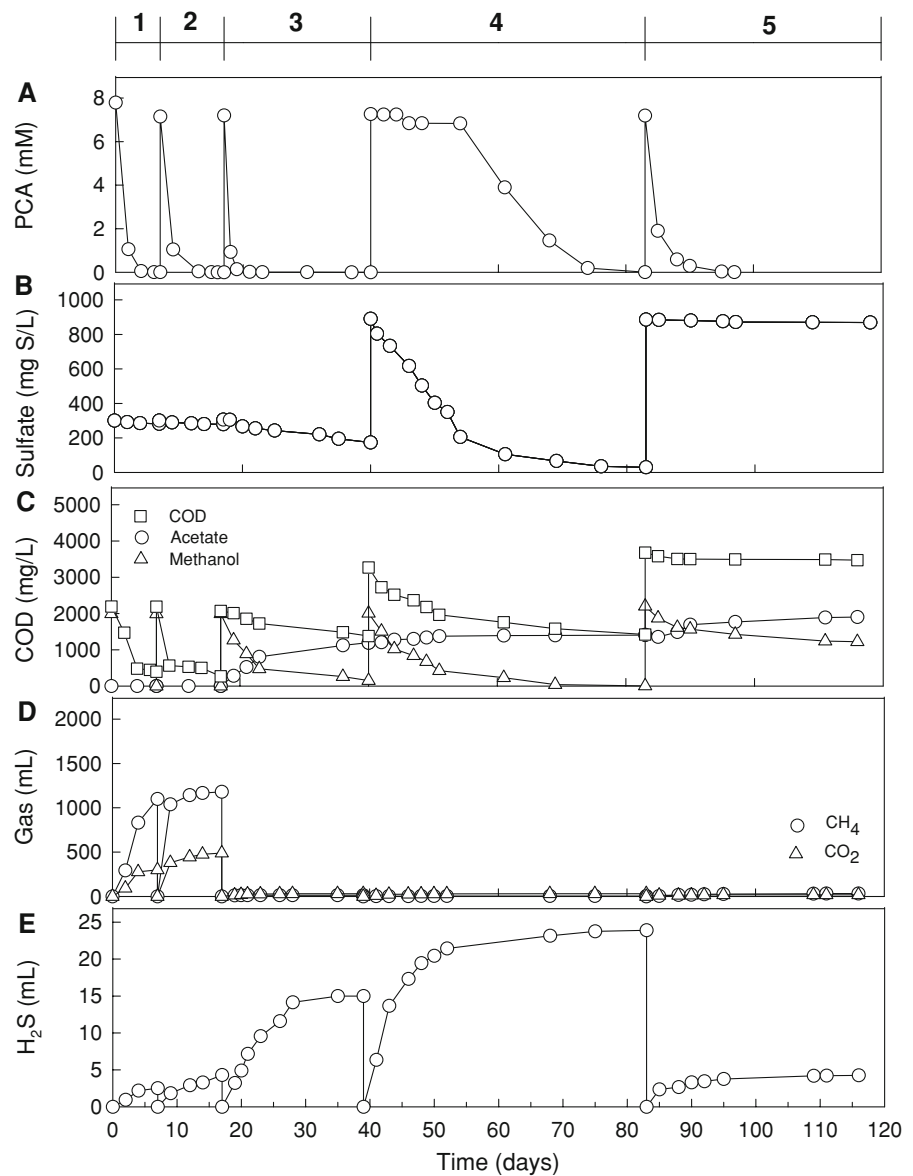 1 2 3 4 5
A
8
6
4
2
0
PCA (mM)
B
1000
800
600
400
200
0
Sulfate (mg S/L)
C
5000
4000
3000
2000
1000
0
COD (mg/L)
COD
Acetate
Methanol
D
2000
1500
1000
500
0
Gas (mL)
CH4
CO2
E
25
20
15
10
5
0
H2S (mL)
0 10 20 30 40 50 60 70 80 90 100 110 120
Time (days)